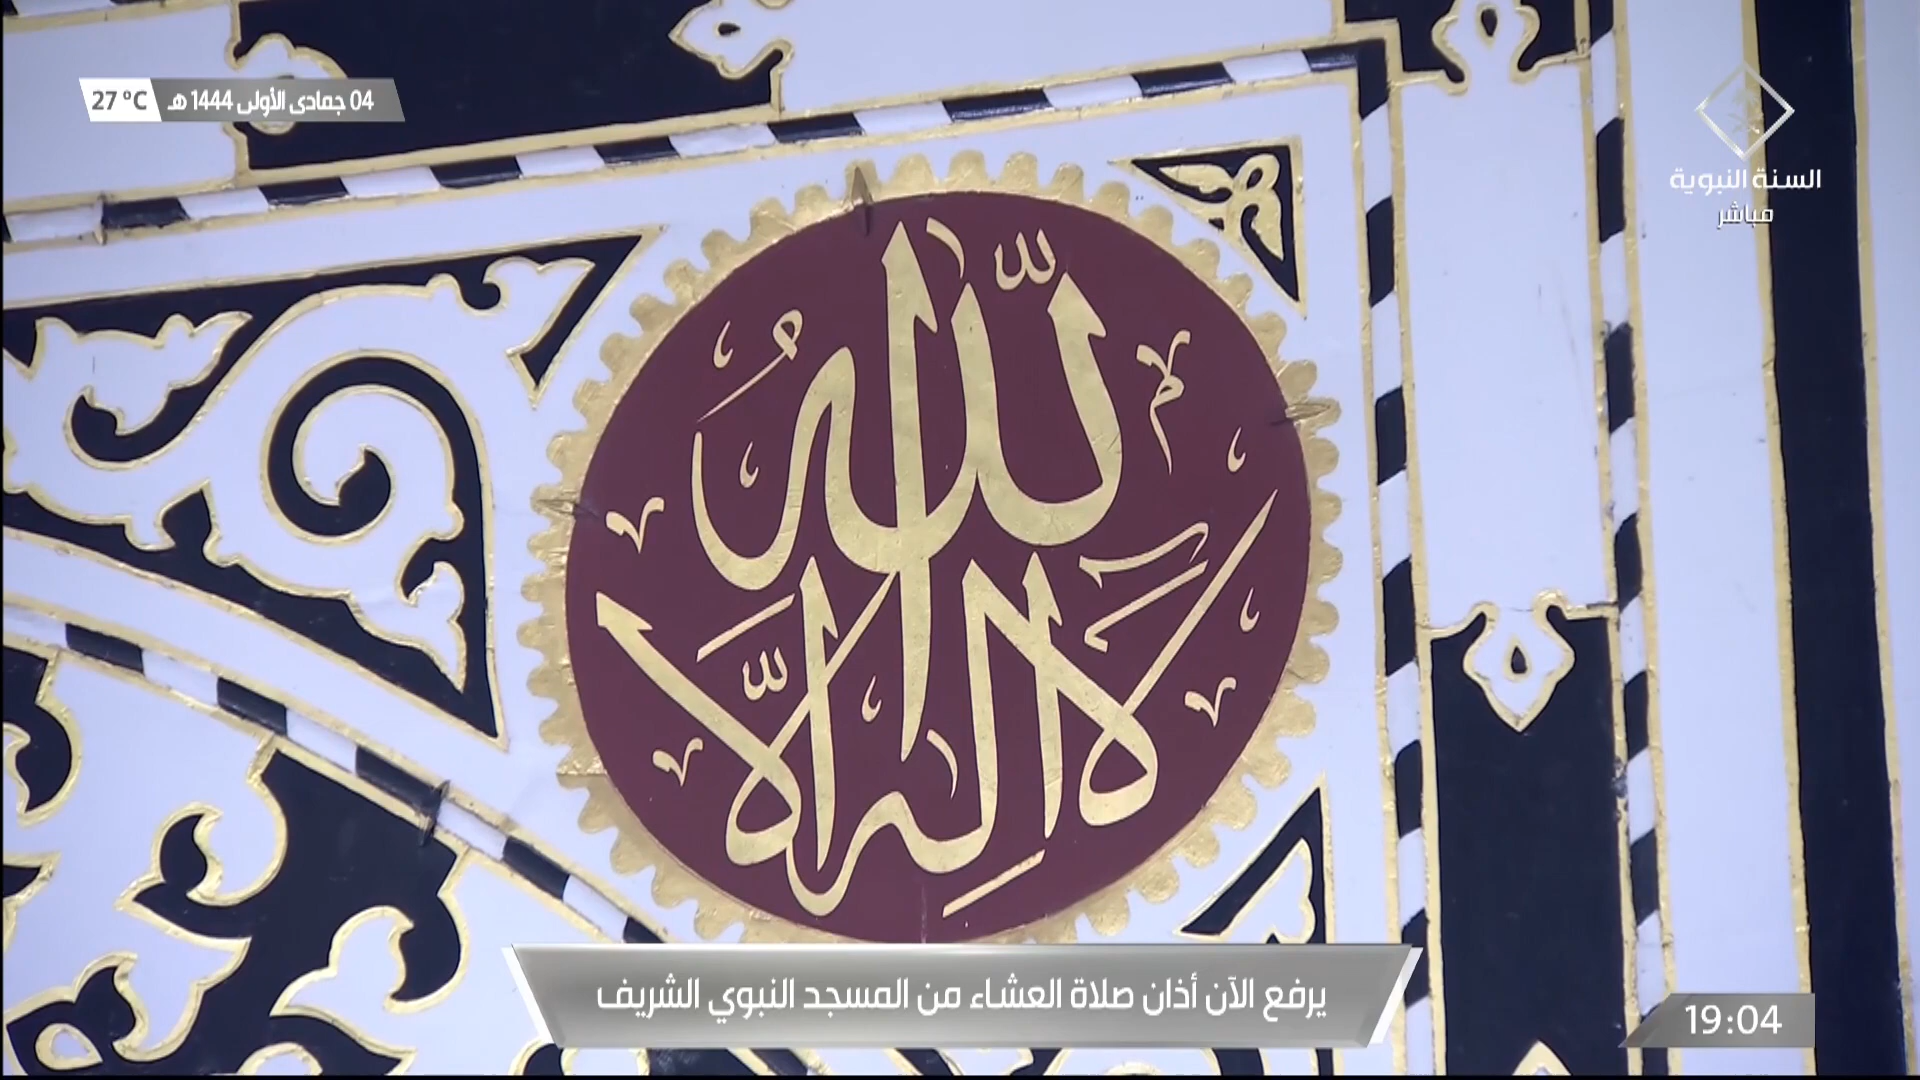 27 °C
04 جمادى الأولى 1444 هـ
السنة النبوية
مباشر
لا إله إلا الله
يرفع الآن أذان صلاة العشاء من المسجد النبوي الشريف
19:04